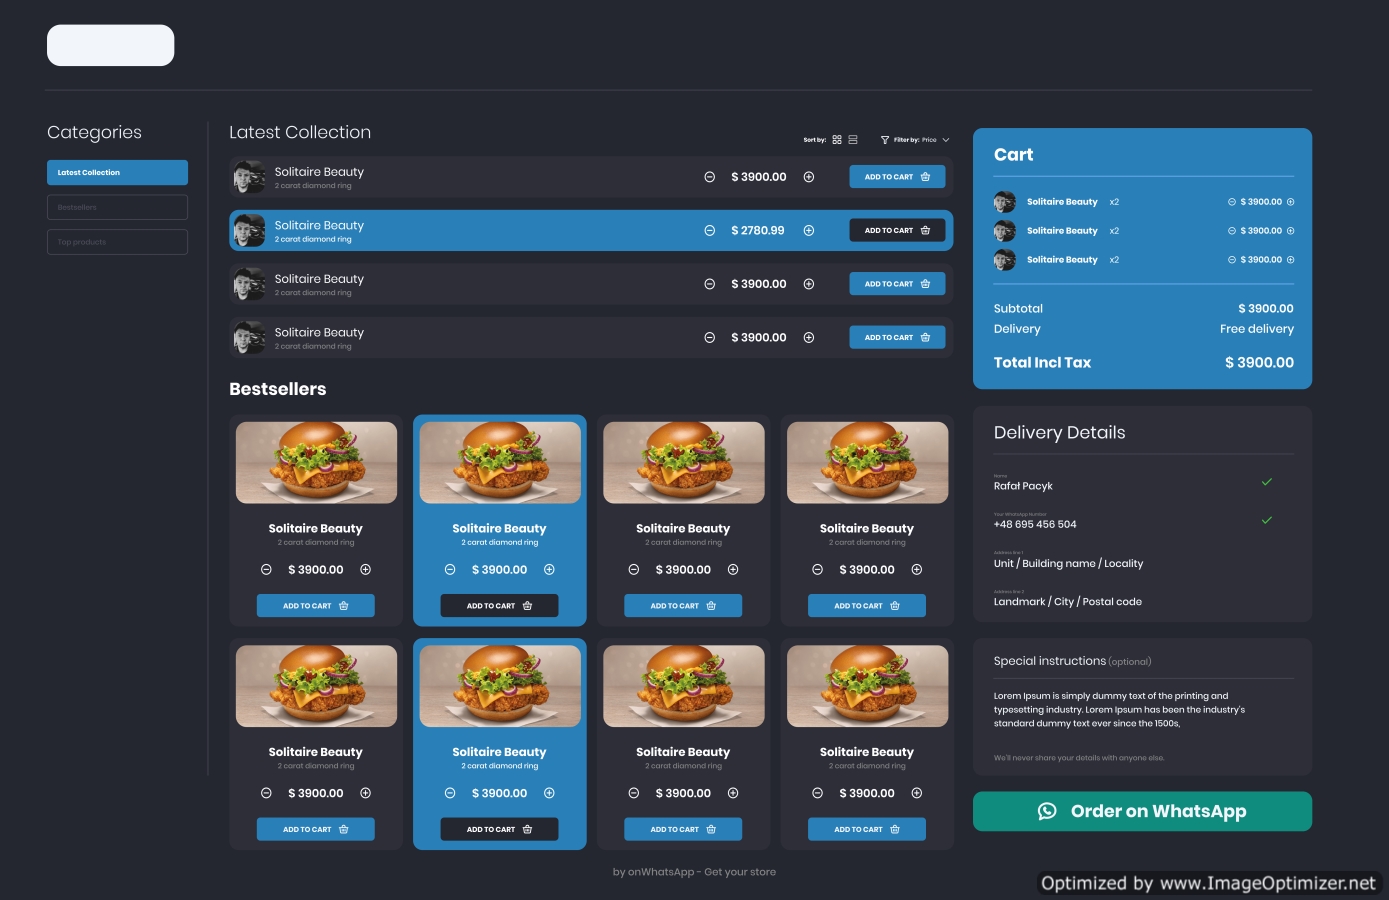 Categories
Latest Collection
Bestsellers
Top products
Latest Collection
Sort by:
Filter by: Price
Solitaire Beauty
2 carat diamond ring
$ 3900.00
ADD TO CART
Solitaire Beauty
2 carat diamond ring
$ 2780.99
ADD TO CART
Solitaire Beauty
2 carat diamond ring
$ 3900.00
ADD TO CART
Solitaire Beauty
2 carat diamond ring
$ 3900.00
ADD TO CART
Bestsellers
Solitaire Beauty
2 carat diamond ring
$ 3900.00
ADD TO CART
Solitaire Beauty
2 carat diamond ring
$ 3900.00
ADD TO CART
Solitaire Beauty
2 carat diamond ring
$ 3900.00
ADD TO CART
Solitaire Beauty
2 carat diamond ring
$ 3900.00
ADD TO CART
Solitaire Beauty
2 carat diamond ring
$ 3900.00
ADD TO CART
Solitaire Beauty
2 carat diamond ring
$ 3900.00
ADD TO CART
Solitaire Beauty
2 carat diamond ring
$ 3900.00
ADD TO CART
Solitaire Beauty
2 carat diamond ring
$ 3900.00
ADD TO CART
Cart
Solitaire Beauty x2 $ 3900.00
Solitaire Beauty x2 $ 3900.00
Solitaire Beauty x2 $ 3900.00
Subtotal $ 3900.00
Delivery Free delivery
Total Incl Tax $ 3900.00
Delivery Details
Name
Rafał Pacyk
Your WhatsApp Number
+48 695 456 504
Address line 1
Unit / Building name / Locality
Address line 2
Landmark / City / Postal code
Special instructions (optional)
Lorem Ipsum is simply dummy text of the printing and
typesetting industry. Lorem Ipsum has been the industry's
standard dummy text ever since the 1500s,
We'll never share your details with anyone else.
Order on WhatsApp
by onWhatsApp - Get your store
Optimized by www.ImageOptimizer.net